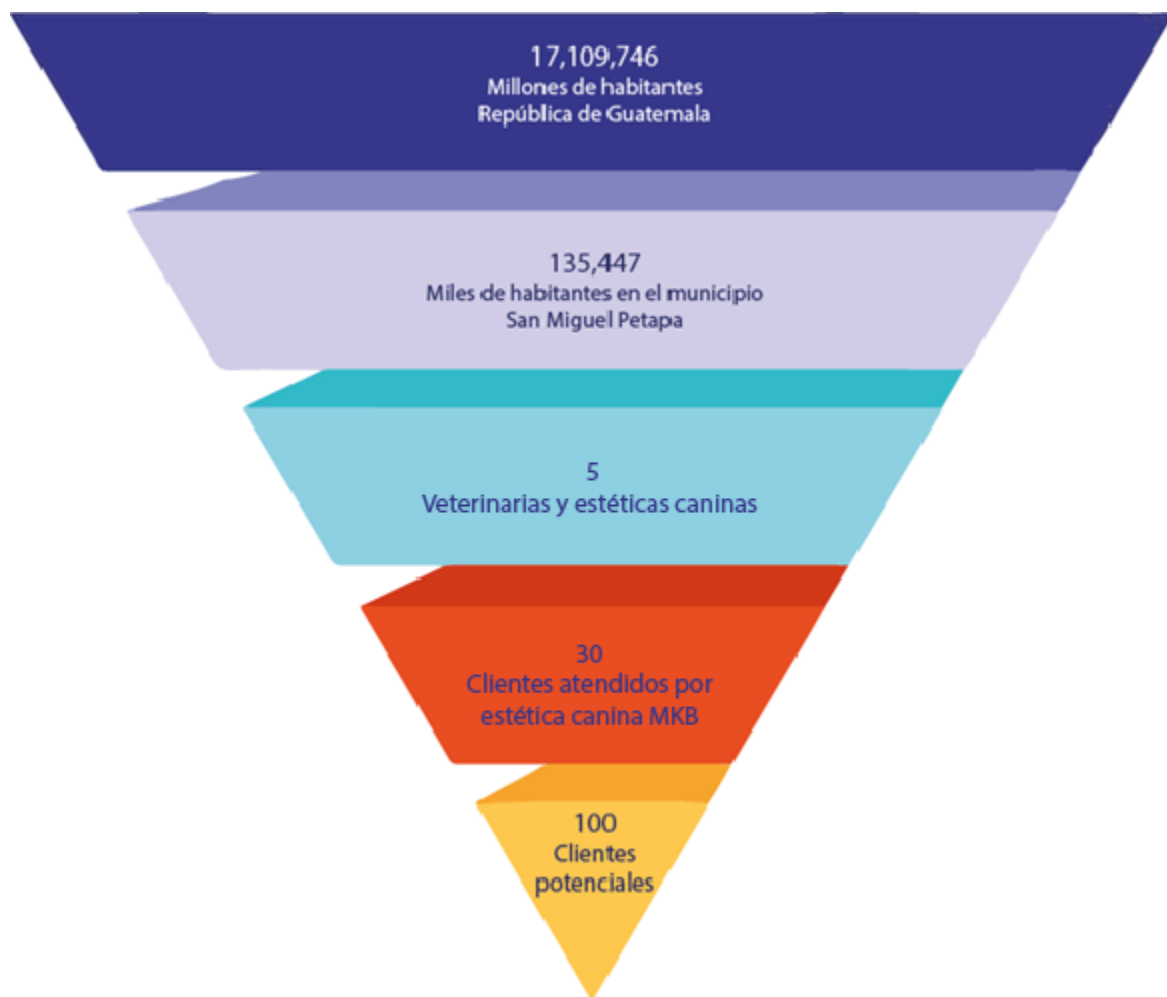 17,109,746
Millones de habitantes
República de Guatemala
135,447
Miles de habitantes en el municipio
San Miguel Petapa
5
Veterinarias y estéticas caninas
30
Clientes atendidos por
estética canina MKB
100
Clientes
potenciales